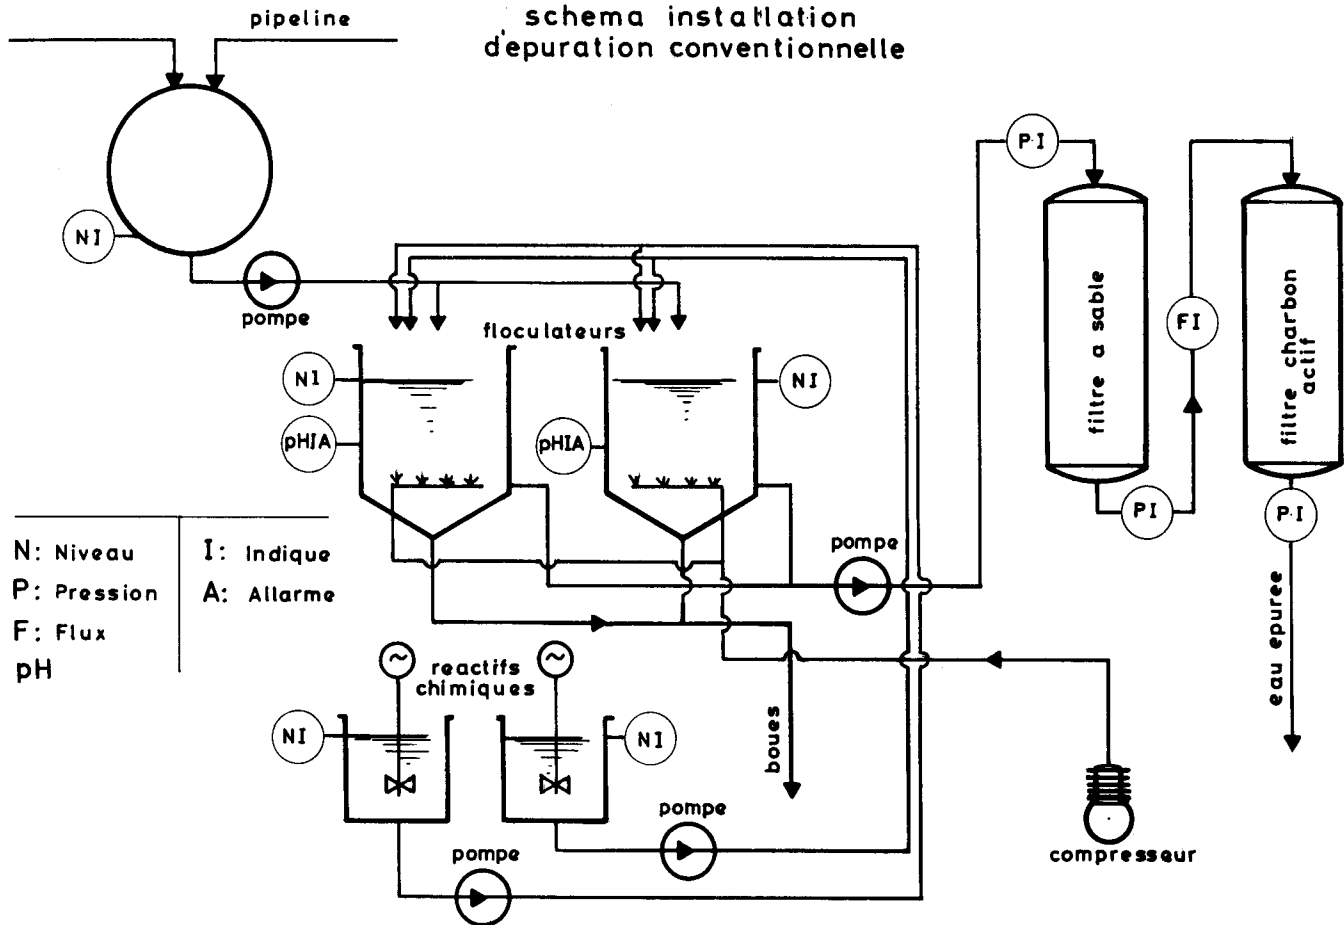 schema instatlation
d'epuration conventionnelle
pipeline
P·I
NI
pompe
floculateurs
NI
NI
pHIA
pHIA
filtre a sable
FI
filtre charbon
actif
PI
P·I
N: Niveau
I: Indique
P: Pression
A: Allarme
F: Flux
pH
pompe
reactifs
chimiques
NI
NI
boues
eau epuree
pompe
compresseur
pompe